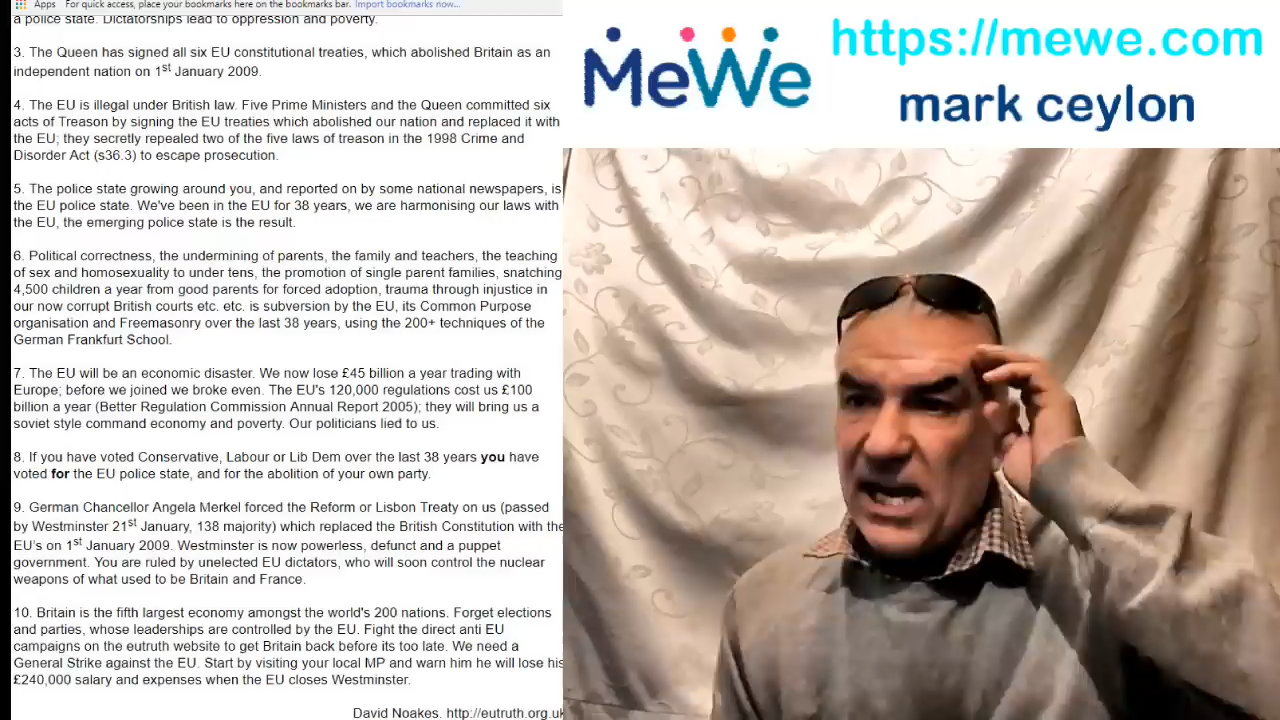 Apps For quick access, place your bookmarks here on the bookmarks bar. Import bookmarks now...
a police state. Dictatorships lead to oppression and poverty.
3. The Queen has signed all six EU constitutional treaties, which abolished Britain as an
independent nation on 1st January 2009.
4. The EU is illegal under British law. Five Prime Ministers and the Queen committed six
acts of Treason by signing the EU treaties which abolished our nation and replaced it with
the EU; they secretly repealed two of the five laws of treason in the 1998 Crime and
Disorder Act (s36.3) to escape prosecution.
5. The police state growing around you, and reported on by some national newspapers, is
the EU police state. We've been in the EU for 38 years, we are harmonising our laws with
the EU, the emerging police state is the result.
6. Political correctness, the undermining of parents, the family and teachers, the teaching
of sex and homosexuality to under tens, the promotion of single parent families, snatching
4,500 children a year from good parents for forced adoption, trauma through injustice in
our now corrupt British courts etc. etc. is subversion by the EU, its Common Purpose
organisation and Freemasonry over the last 38 years, using the 200+ techniques of the
German Frankfurt School.
7. The EU will be an economic disaster. We now lose £45 billion a year trading with
Europe; before we joined we broke even. The EU's 120,000 regulations cost us £100
billion a year (Better Regulation Commission Annual Report 2005); they will bring us a
soviet style command economy and poverty. Our politicians lied to us.
8. If you have voted Conservative, Labour or Lib Dem over the last 38 years you have
voted for the EU police state, and for the abolition of your own party.
9. German Chancellor Angela Merkel forced the Reform or Lisbon Treaty on us (passed
by Westminster 21st January, 138 majority) which replaced the British Constitution with the
EU's on 1st January 2009. Westminster is now powerless, defunct and a puppet
government. You are ruled by unelected EU dictators, who will soon control the nuclear
weapons of what used to be Britain and France.
10. Britain is the fifth largest economy amongst the world's 200 nations. Forget elections
and parties, whose leaderships are controlled by the EU. Fight the direct anti EU
campaigns on the eutruth website to get Britain back before its too late. We need a
General Strike against the EU. Start by visiting your local MP and warn him he will lose his
£240,000 salary and expenses when the EU closes Westminster.
David Noakes. http://eutruth.org.uk
MeWe
https://mewe.com
mark ceylon